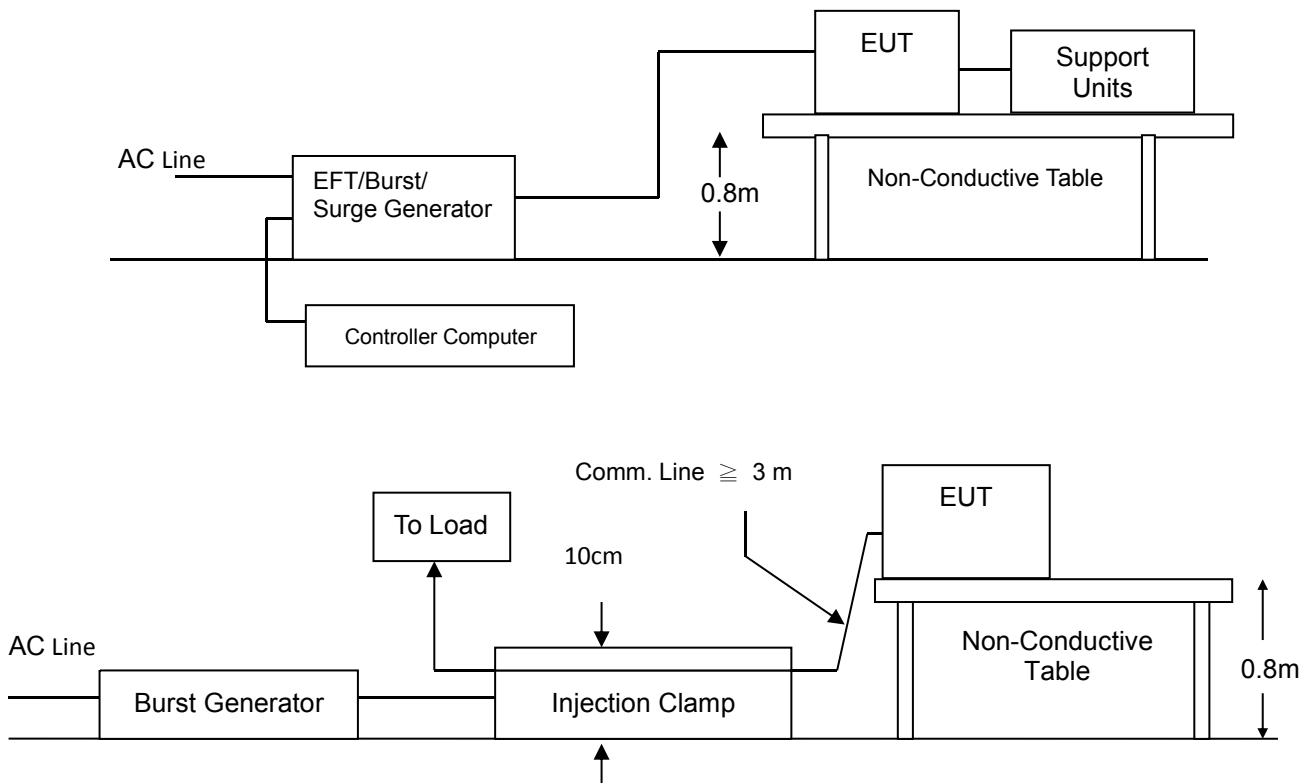 EUT
Support
Units
AC Line
EFT/Burst/
Surge Generator
0.8m
Non-Conductive Table
Controller Computer
Comm. Line ≧ 3 m
EUT
To Load
10cm
AC Line
Non-Conductive
Table
0.8m
Burst Generator
Injection Clamp